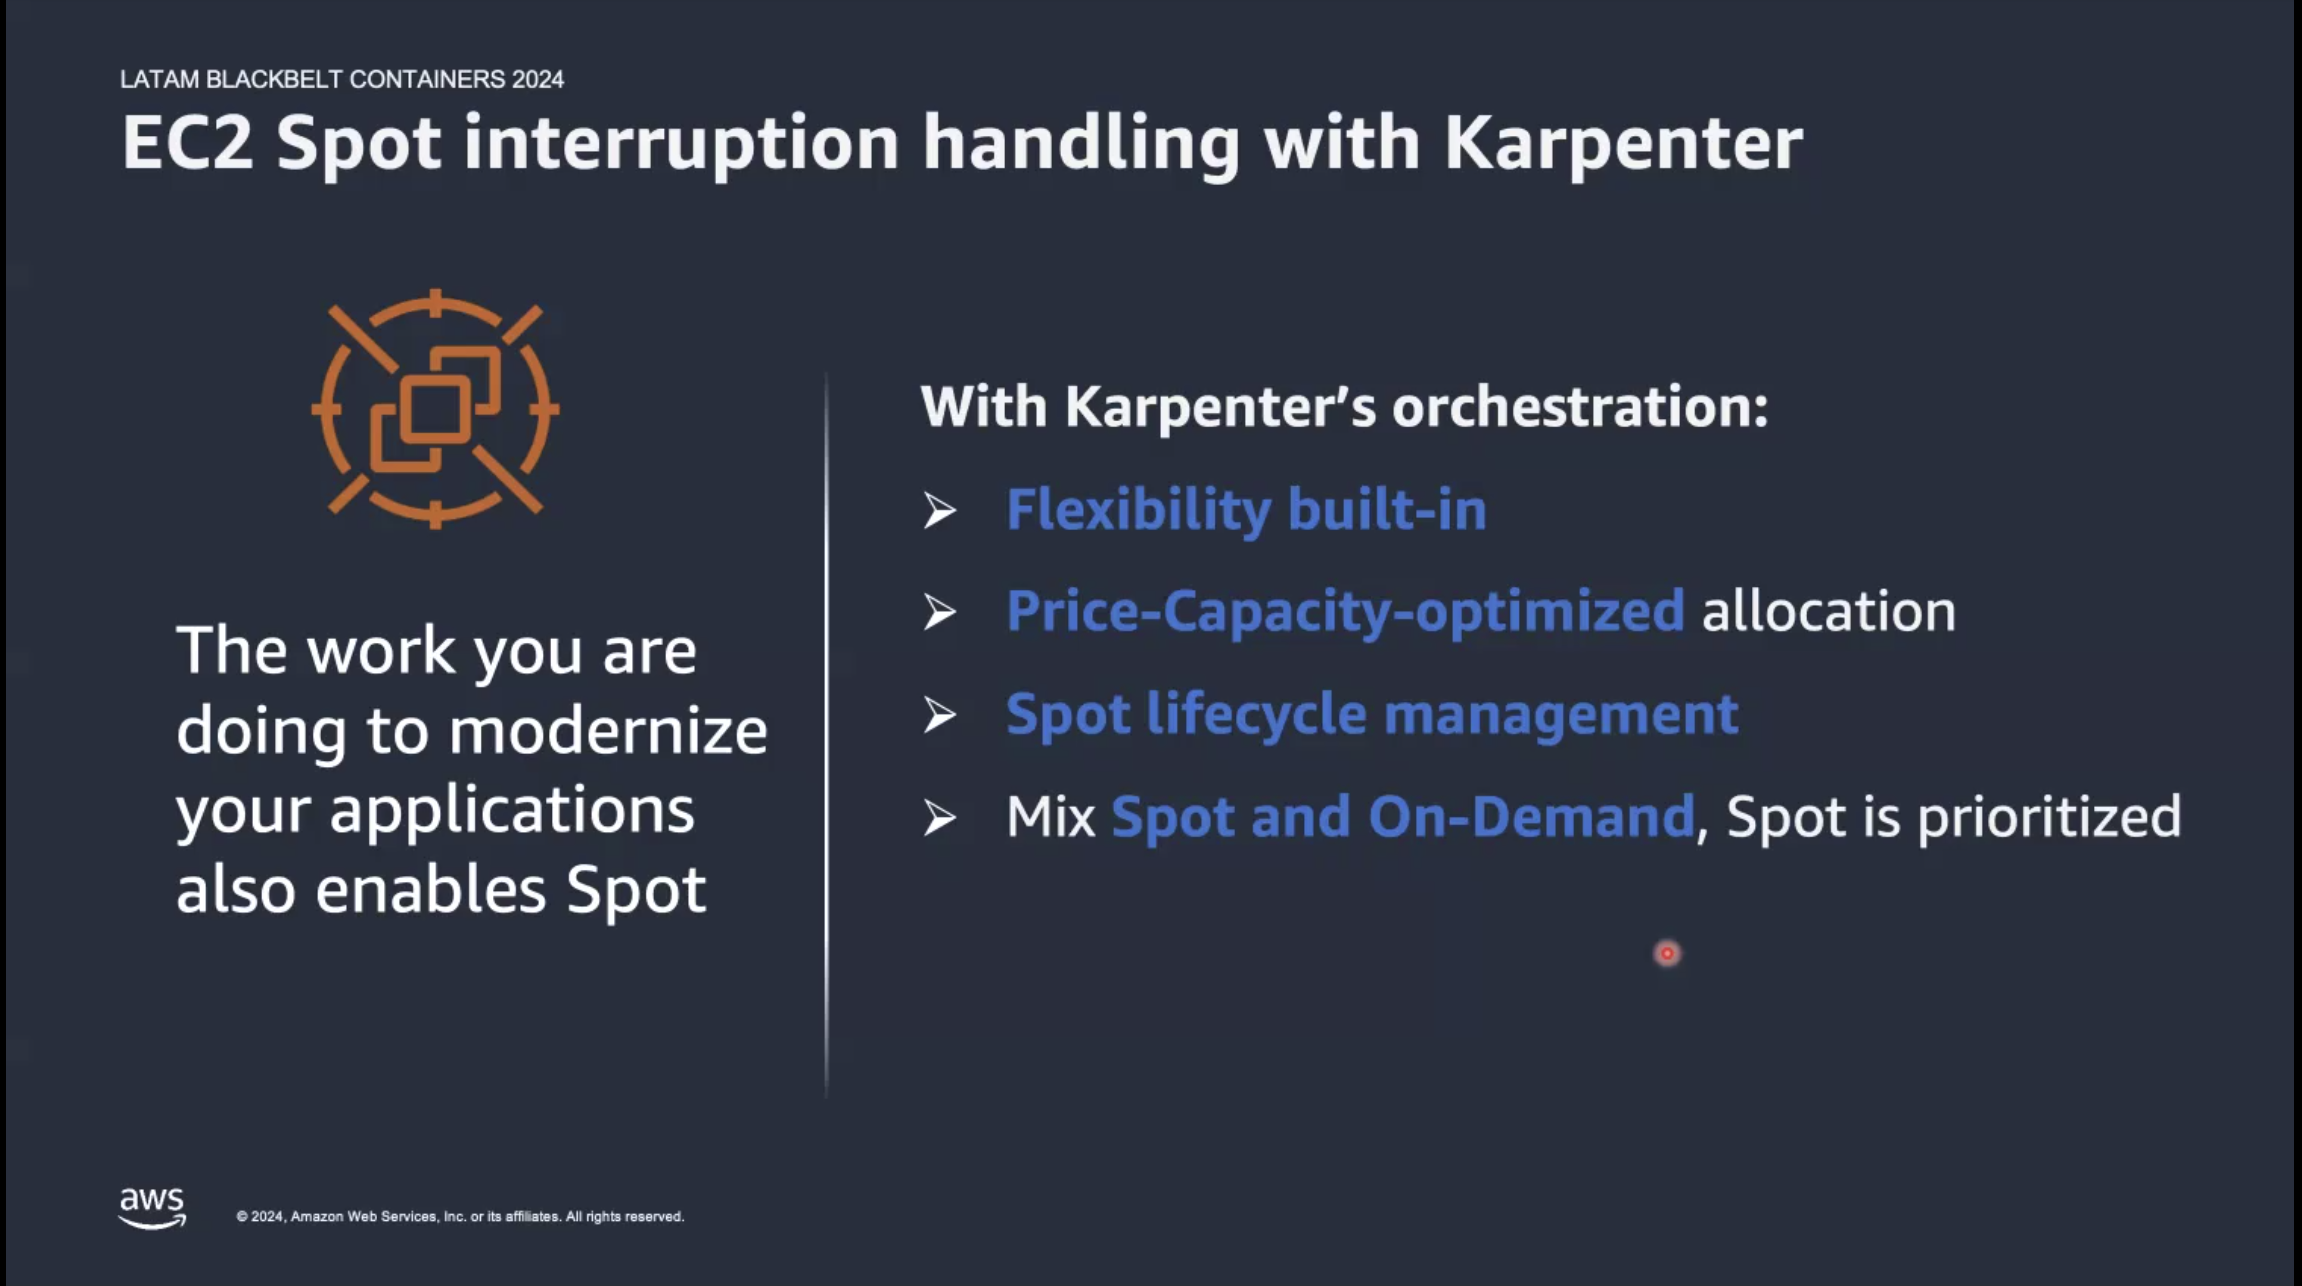 LATAM BLACKBELT CONTAINERS 2024
EC2 Spot interruption handling with Karpenter
The work you are
doing to modernize
your applications
also enables Spot
With Karpenter’s orchestration:
➢ Flexibility built-in
➢ Price-Capacity-optimized allocation
➢ Spot lifecycle management
➢ Mix Spot and On-Demand, Spot is prioritized
aws
© 2024, Amazon Web Services, Inc. or its affiliates. All rights reserved.